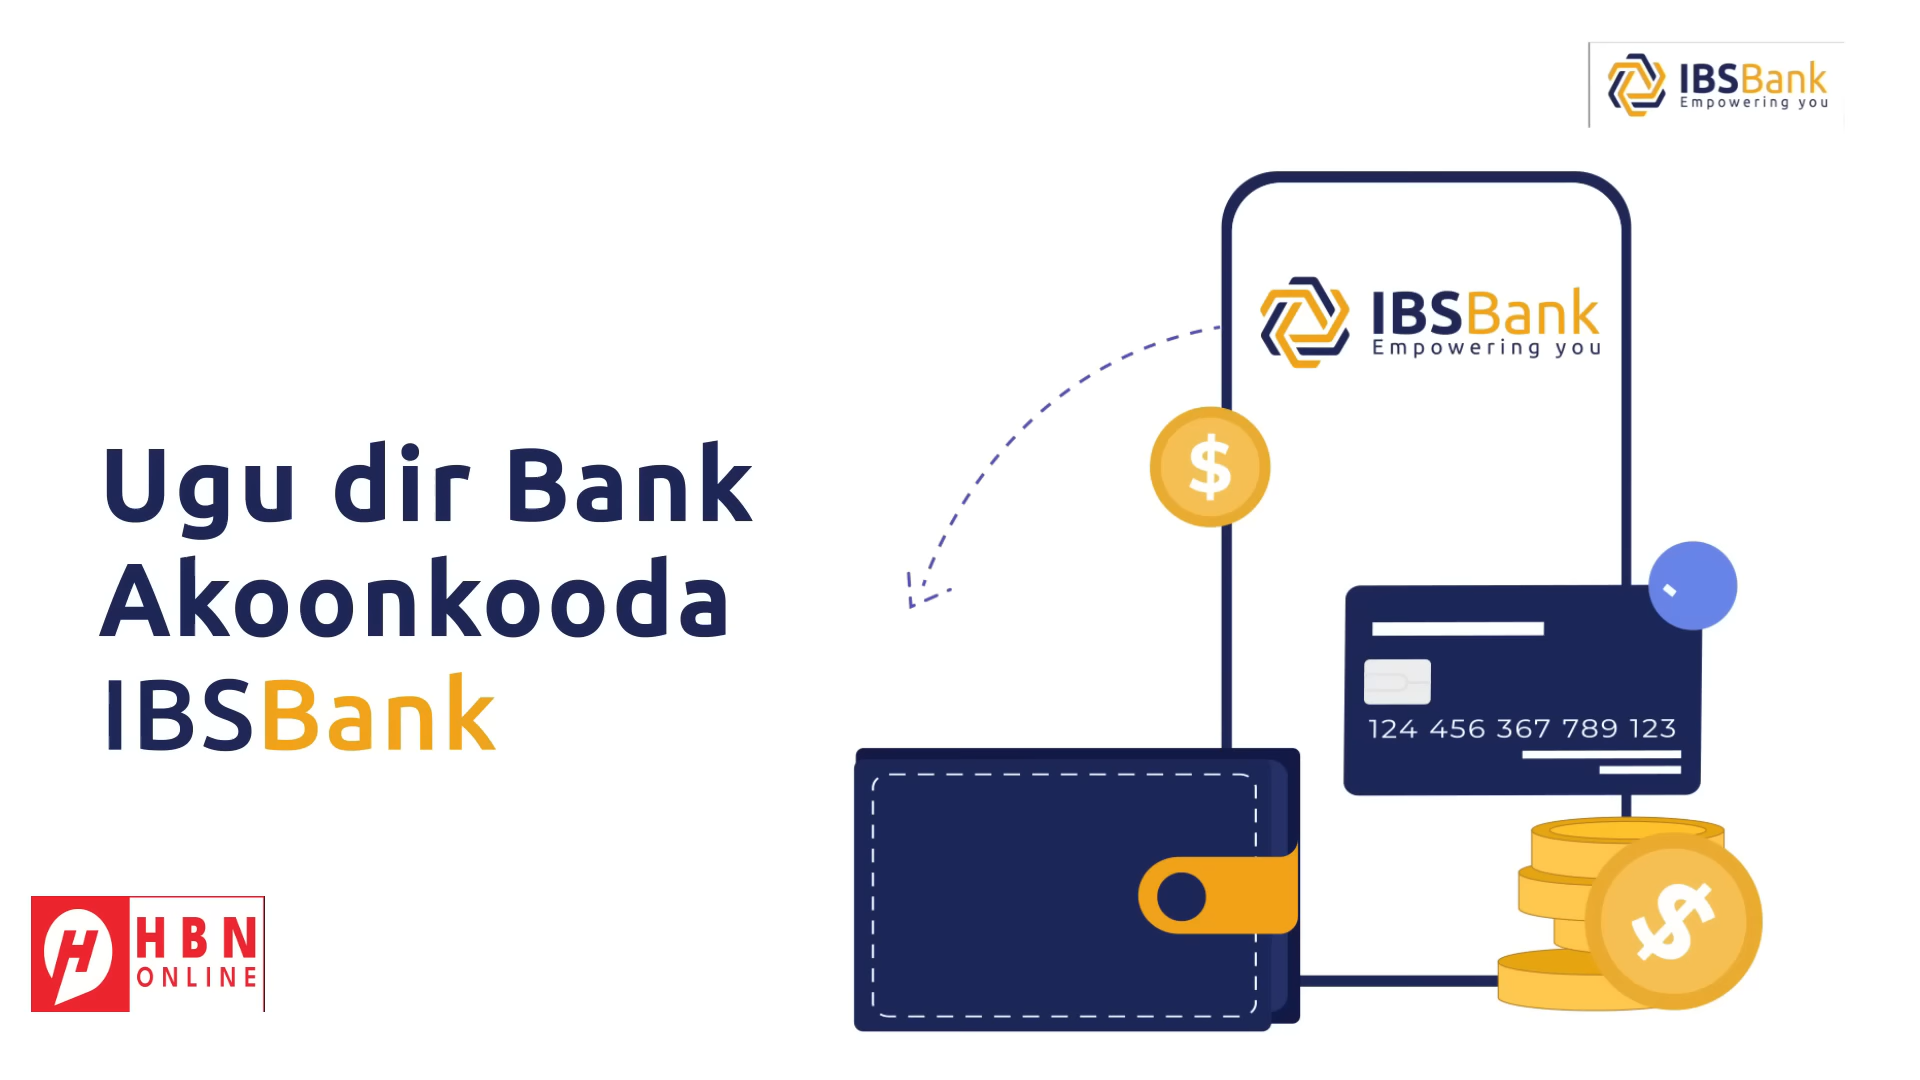 IBSBank
Empowering you
IBSBank
Empowering you
$
Ugu dir Bank
Akoonkooda
IBSBank
124 456 367 789 123
$
H HBN
ONLINE